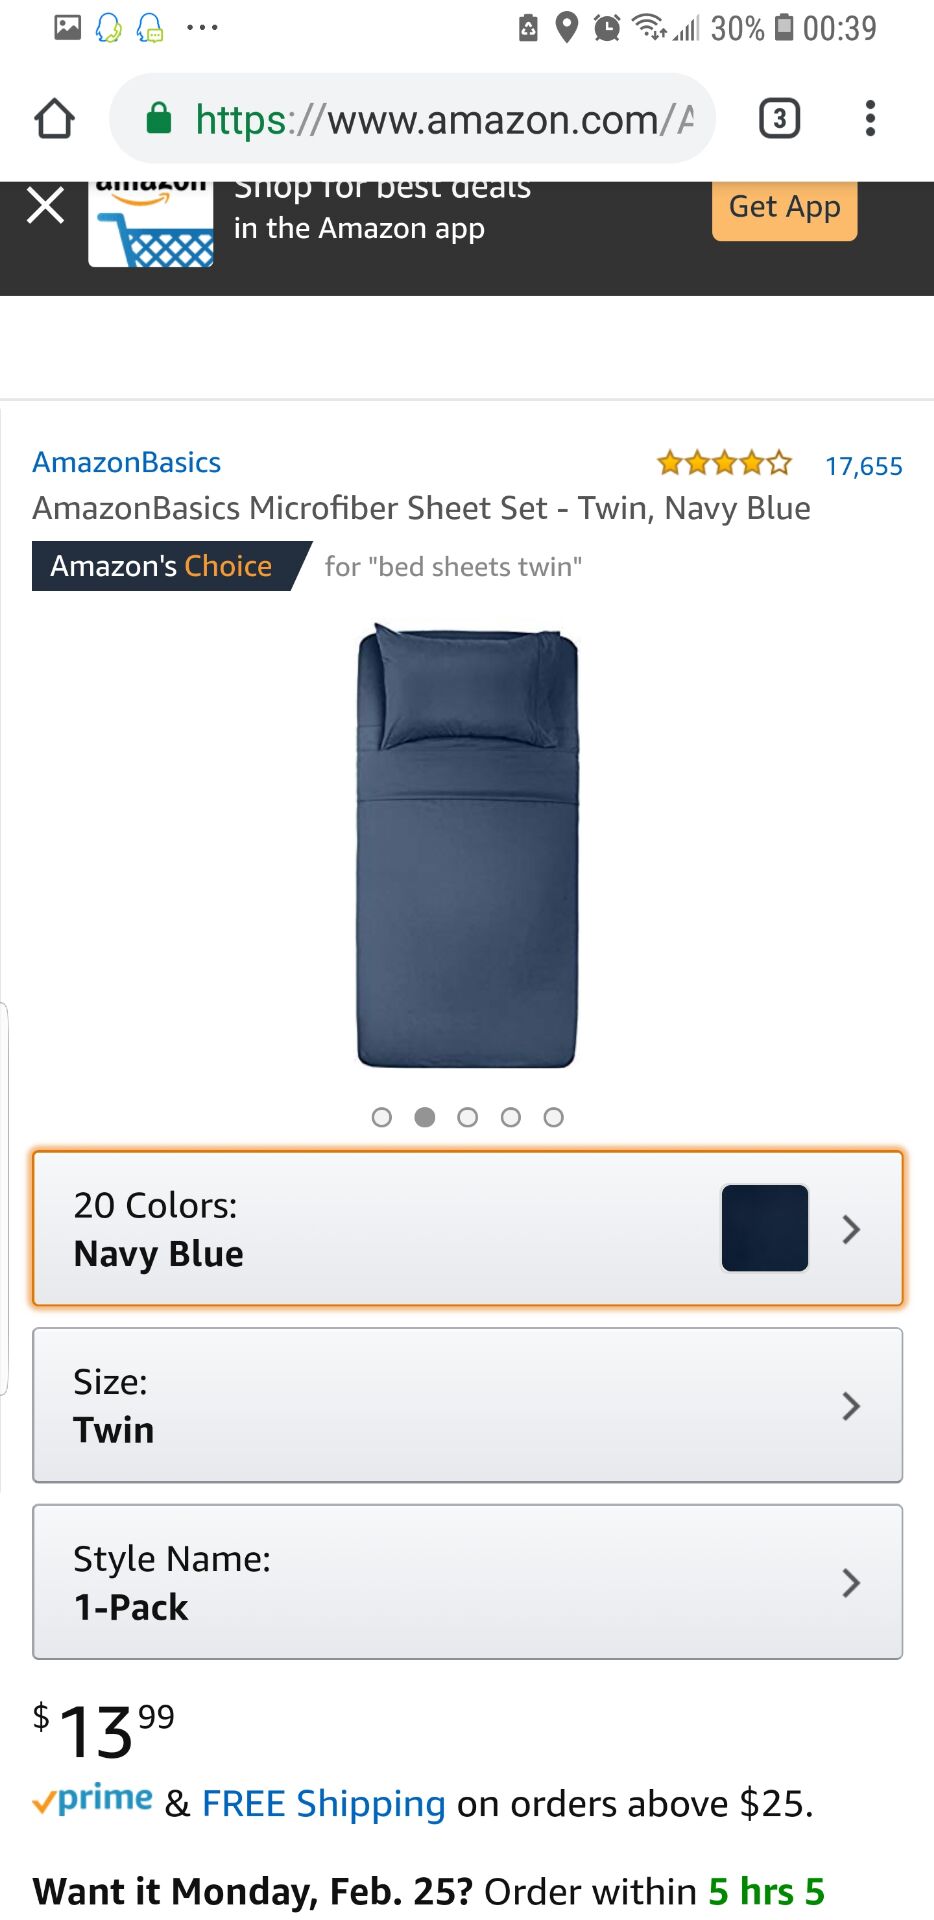 30% 00:39
https://www.amazon.com/A
3
amazon
Shop for best deals
in the Amazon app
Get App
AmazonBasics
17,655
AmazonBasics Microfiber Sheet Set - Twin, Navy Blue
Amazon's Choice for "bed sheets twin"
20 Colors:
Navy Blue
Size:
Twin
Style Name:
1-Pack
$13 99
prime & FREE Shipping on orders above $25.
Want it Monday, Feb. 25? Order within 5 hrs 5